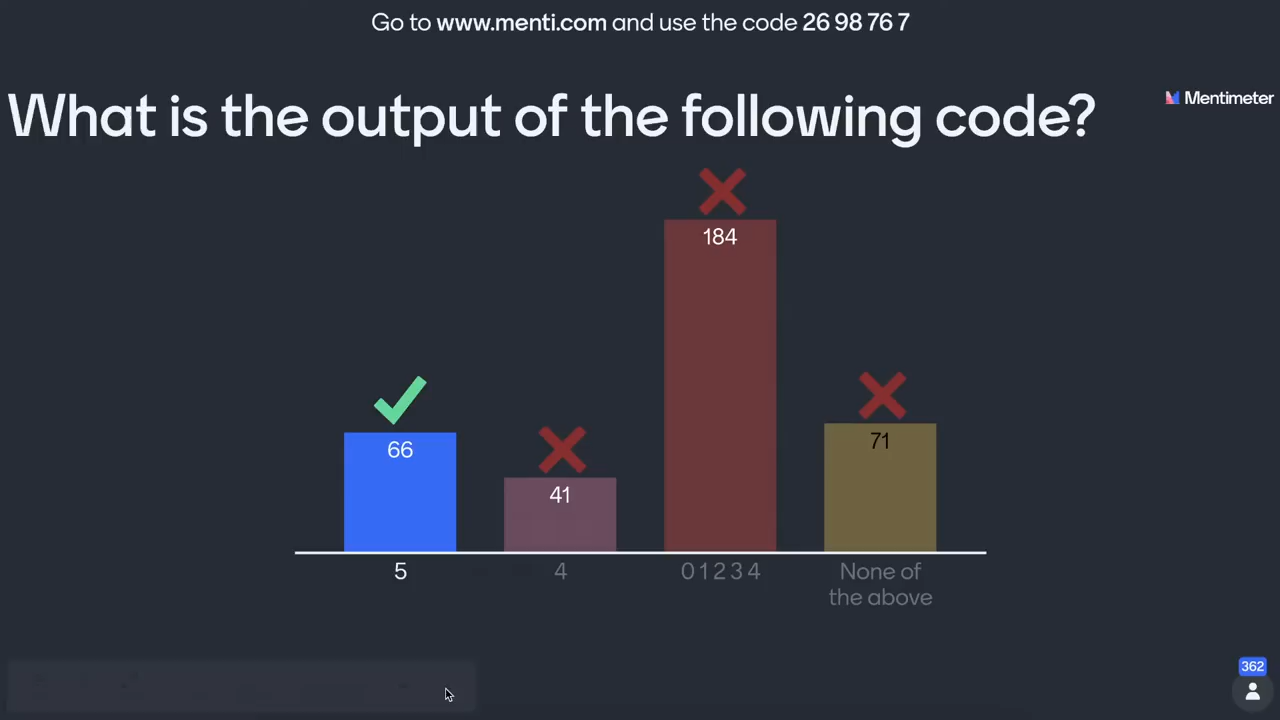 Go to www.menti.com and use the code 26 98 76 7
What is the output of the following code?
Mentimeter
184
66
71
41
5
4
0 1 2 3 4
None of
the above
362